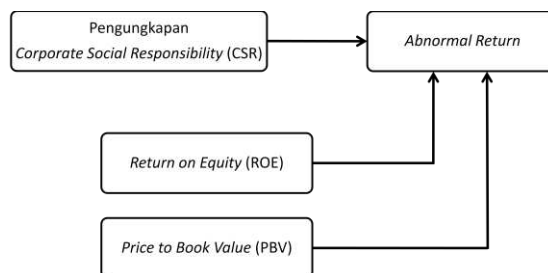 Pengungkapan
Corporate Social Responsibility (CSR)
Abnormal Return
Return on Equity (ROE)
Price to Book Value (PBV)